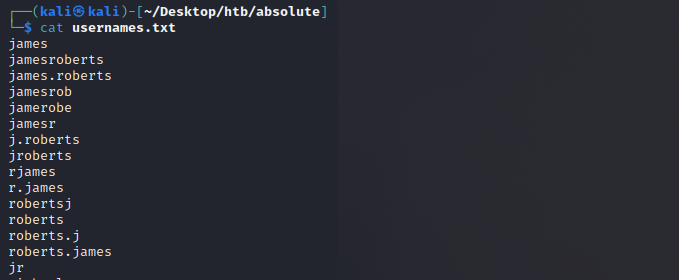 (kali㉿kali)-[~/Desktop/htb/absolute]
$ cat usernames.txt
james
jamesroberts
james.roberts
jamesrob
jamerobe
jamesr
j.roberts
jroberts
rjames
r.james
robertsj
roberts
roberts.j
roberts.james
jr